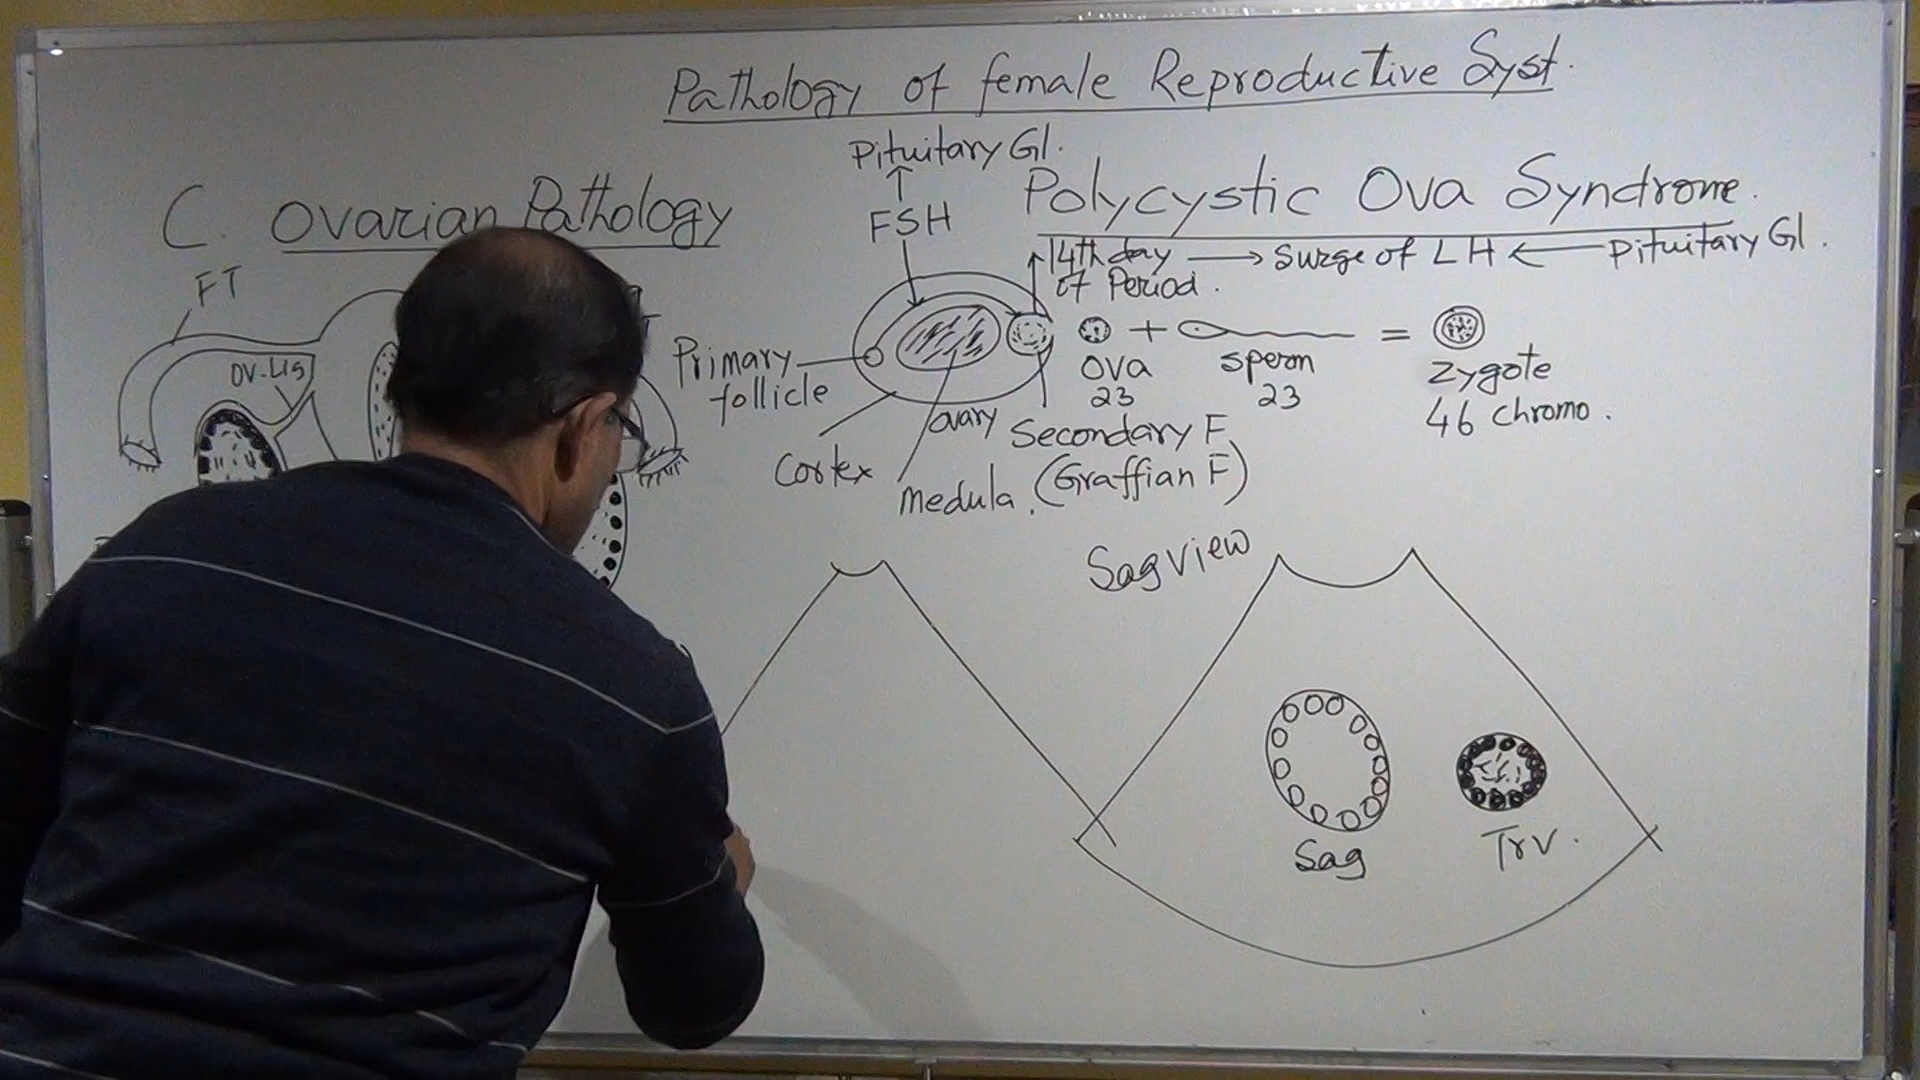 Pathology of female Reproductive Syst.
C. Ovarian Pathology
FT
OV-Lig
Pituitary Gl.
FSH
Primary
follicle
Cortex
Medula.
ovary
Secondary F
(Graffian F)
Polycystic Ova Syndrome.
14th day → Surge of LH ← Pituitary Gl.
of Period.
+ =
Ova
23
sperm
23
Zygote
46 chromo.
Sag view
Sag
Trv.